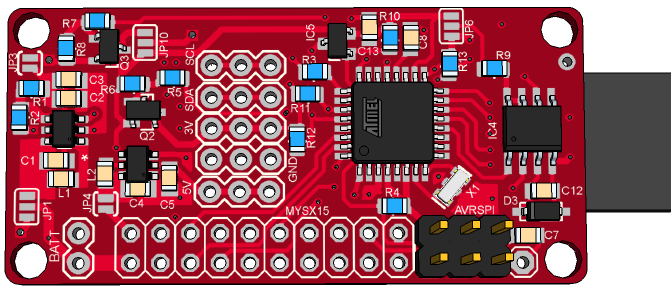 R7
R8
Q3
JP10
SCL
IC5
C13
R10
C8
JP6
R13
R9
JP3
R1
R2
C3
C2
R6
R5
Q2
SDA
3V
R3
R11
R12
GND
ATMEL
IC4
C1
*
L1
L2
C4
C5
5V
JP1
JP4
BATT
MYSX15
R4
X1
AVRSPI
D3
C12
C7